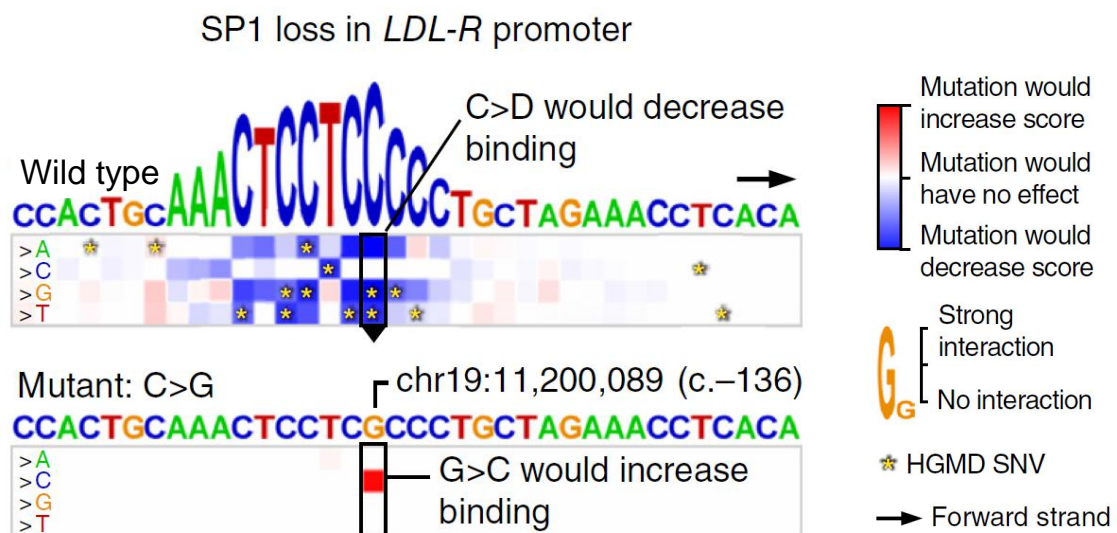 SP1 loss in LDL-R promoter
C>D would decrease
binding
Wild type
CCACTGCAAACTCCTCCCCCTGCTAGAAACCTCACA
>A
>C
>G
>T
Mutant: C>G
chr19:11,200,089 (c.–136)
CCACTGCAAACTCCTCGCCCTGCTAGAAACCTCACA
>A
>C
>G
>T
G>C would increase
binding
Mutation would
increase score
Mutation would
have no effect
Mutation would
decrease score
G G
Strong
interaction
No interaction
HGMD SNV
Forward strand